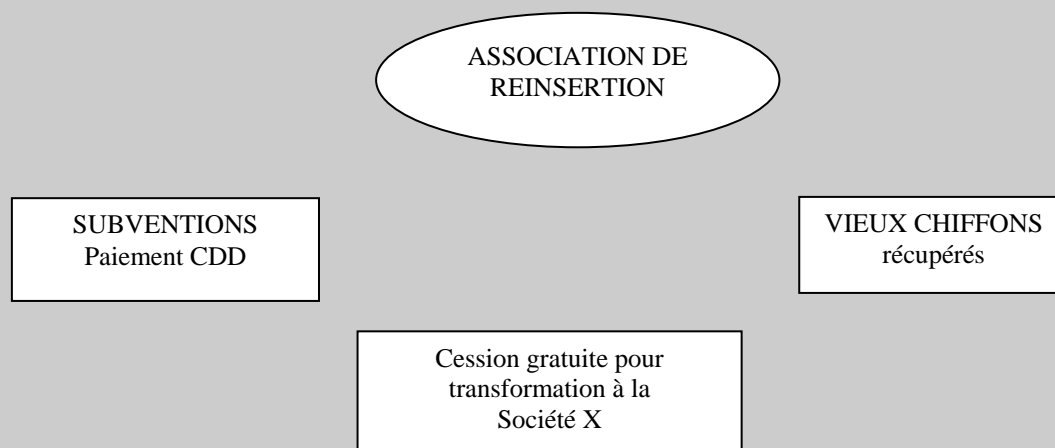 ASSOCIATION DE
REINSERTION
SUBVENTIONS
Paiement CDD
VIEUX CHIFFONS
récupérés
Cession gratuite pour
transformation à la
Société X